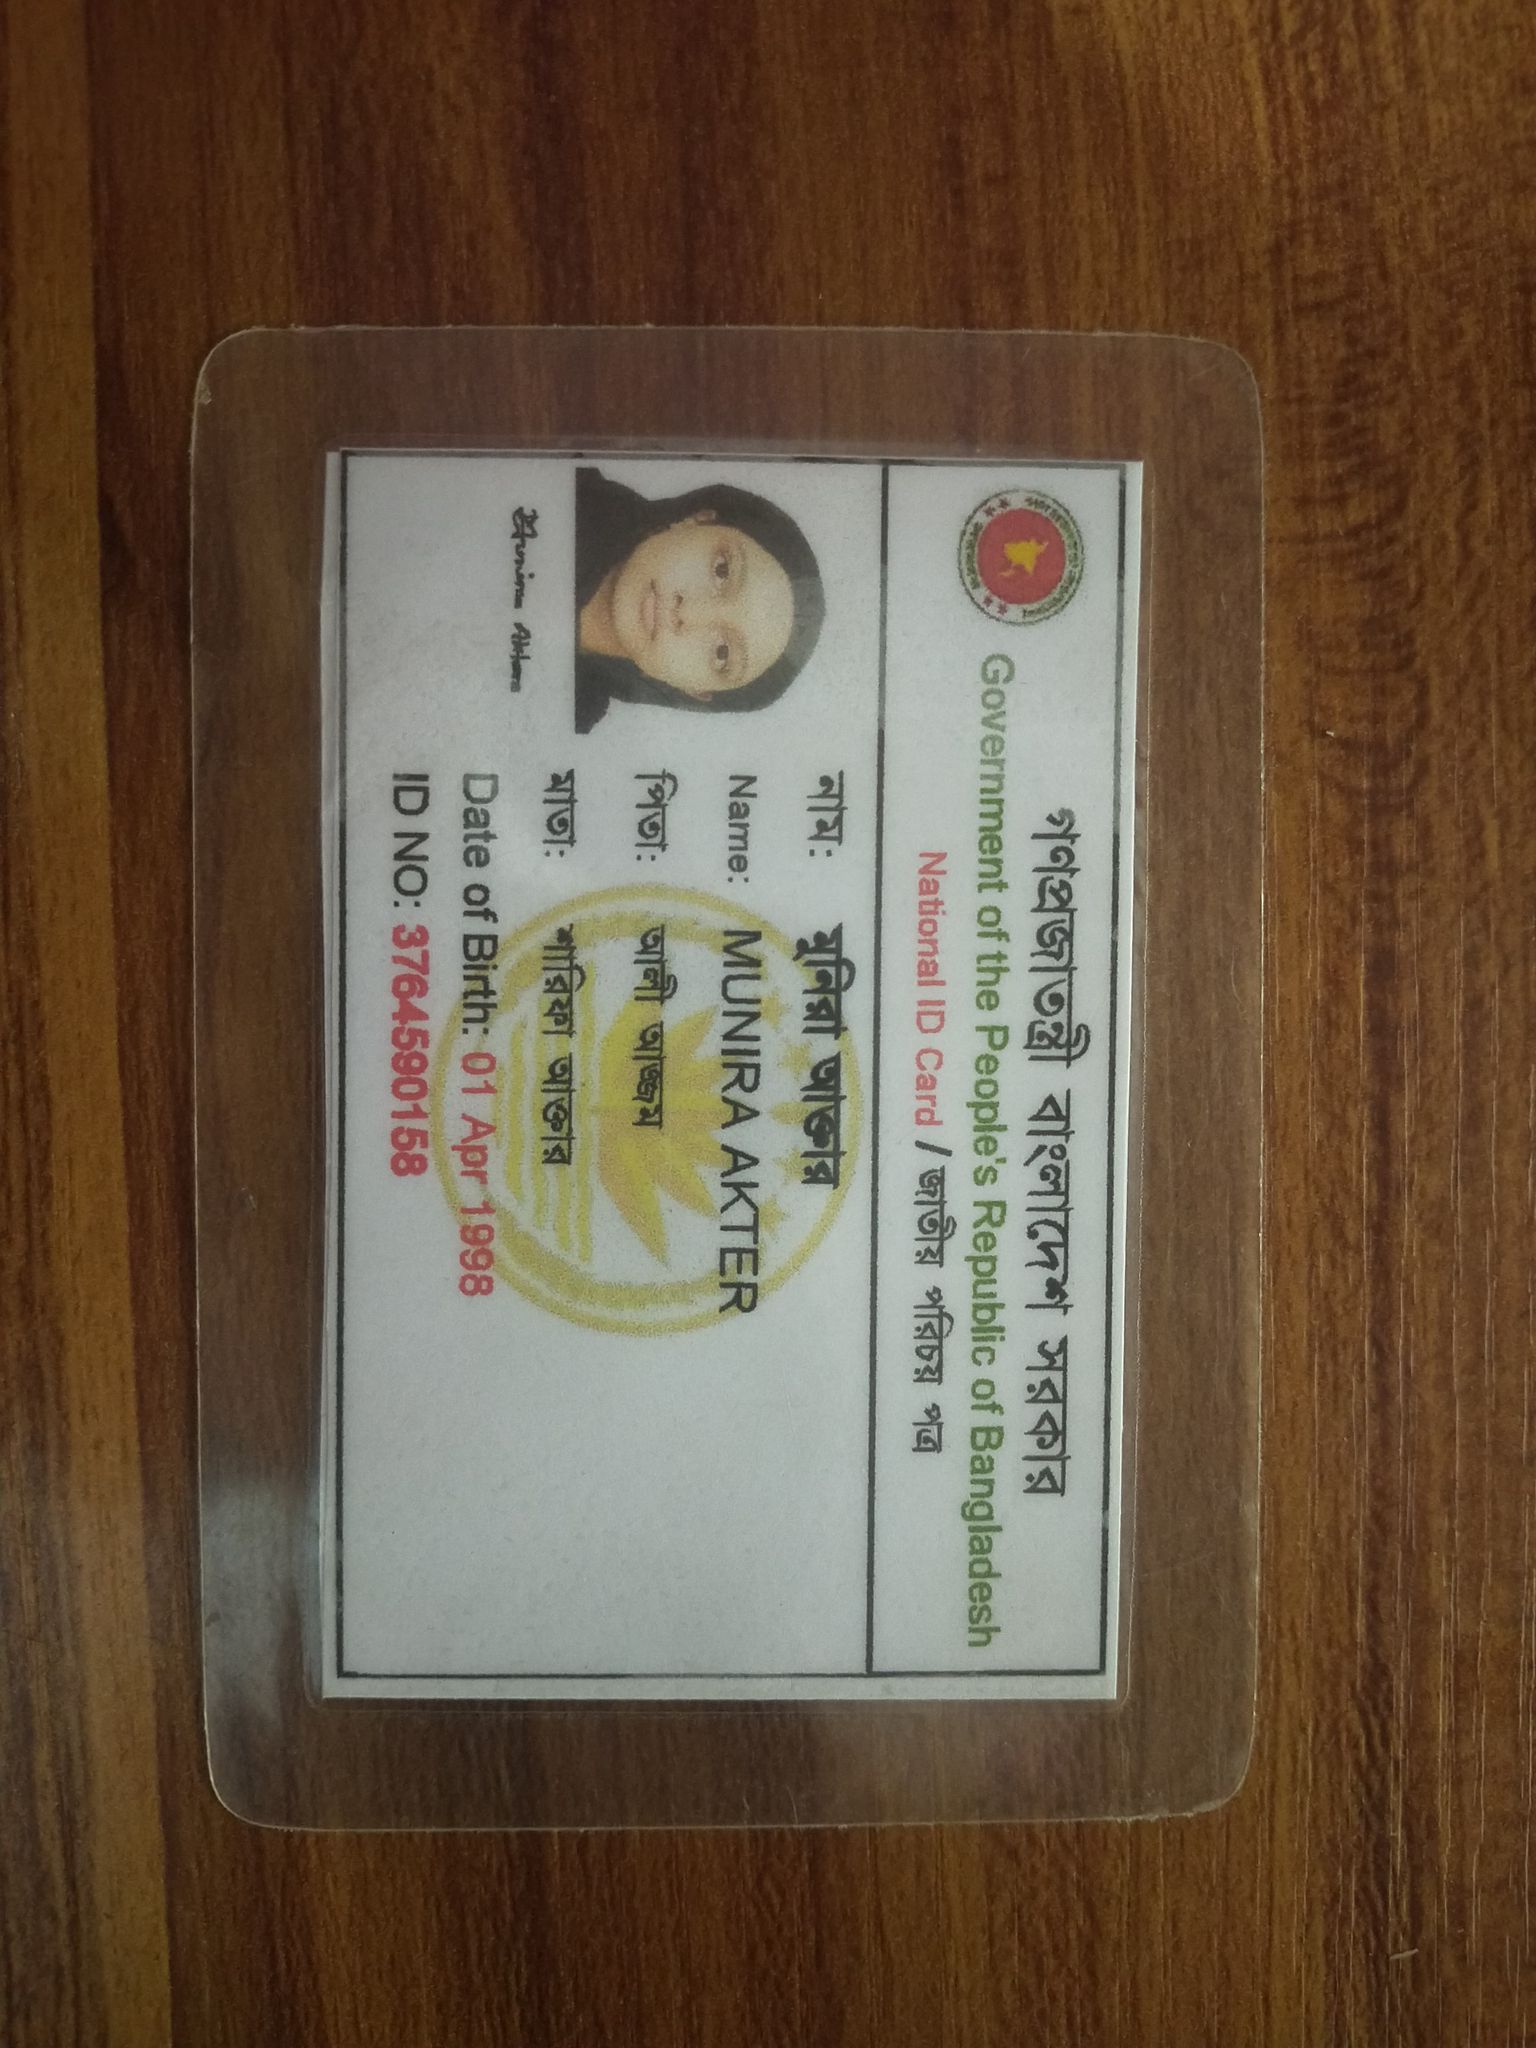 গণপ্রজাতন্ত্রী বাংলাদেশ সরকার
Government of the People's Republic of Bangladesh
National ID Card / জাতীয় পরিচয় পত্র
নাম: মুনিরা আক্তার
Name: MUNIRA AKTER
পিতা: আলী আজ্জম
মাতা: শারিফা আক্তার
Munira Akter
Date of Birth: 01 Apr 1998
ID NO: 3764590158